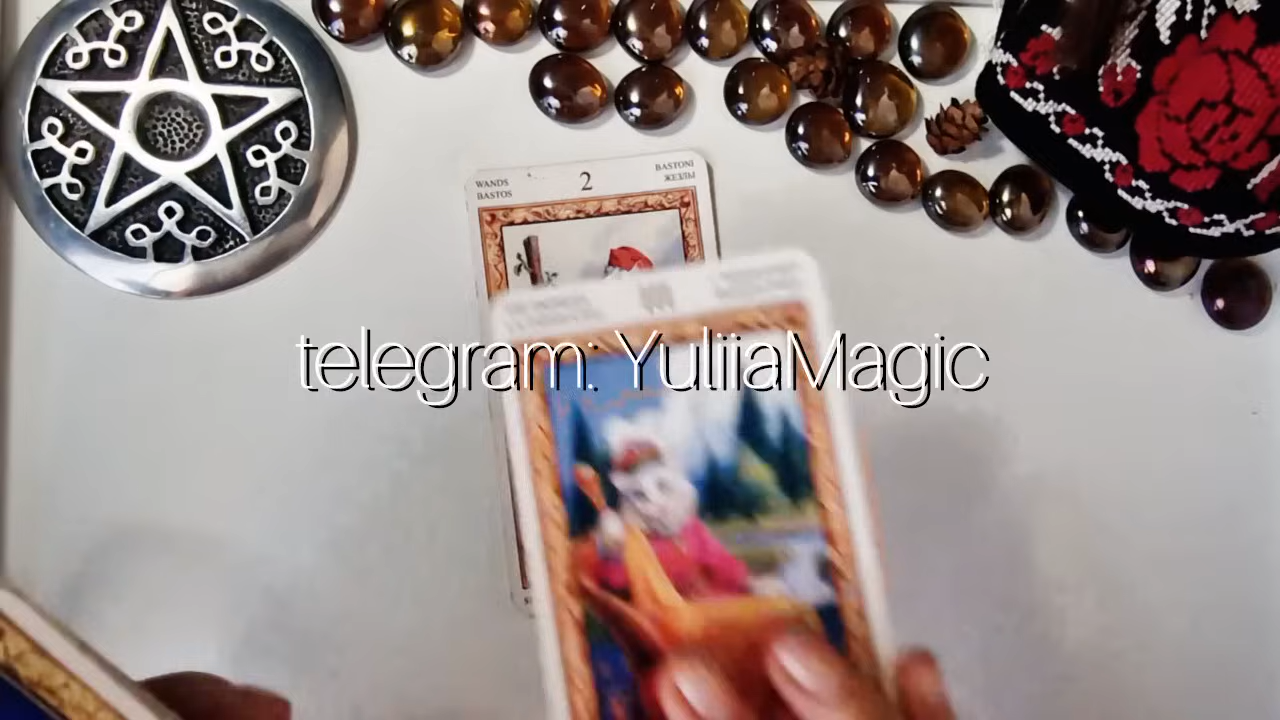 WANDS
BASTOS
2
BASTONI
ЖЕЗЛЫ
telegram: YuliiaMagic